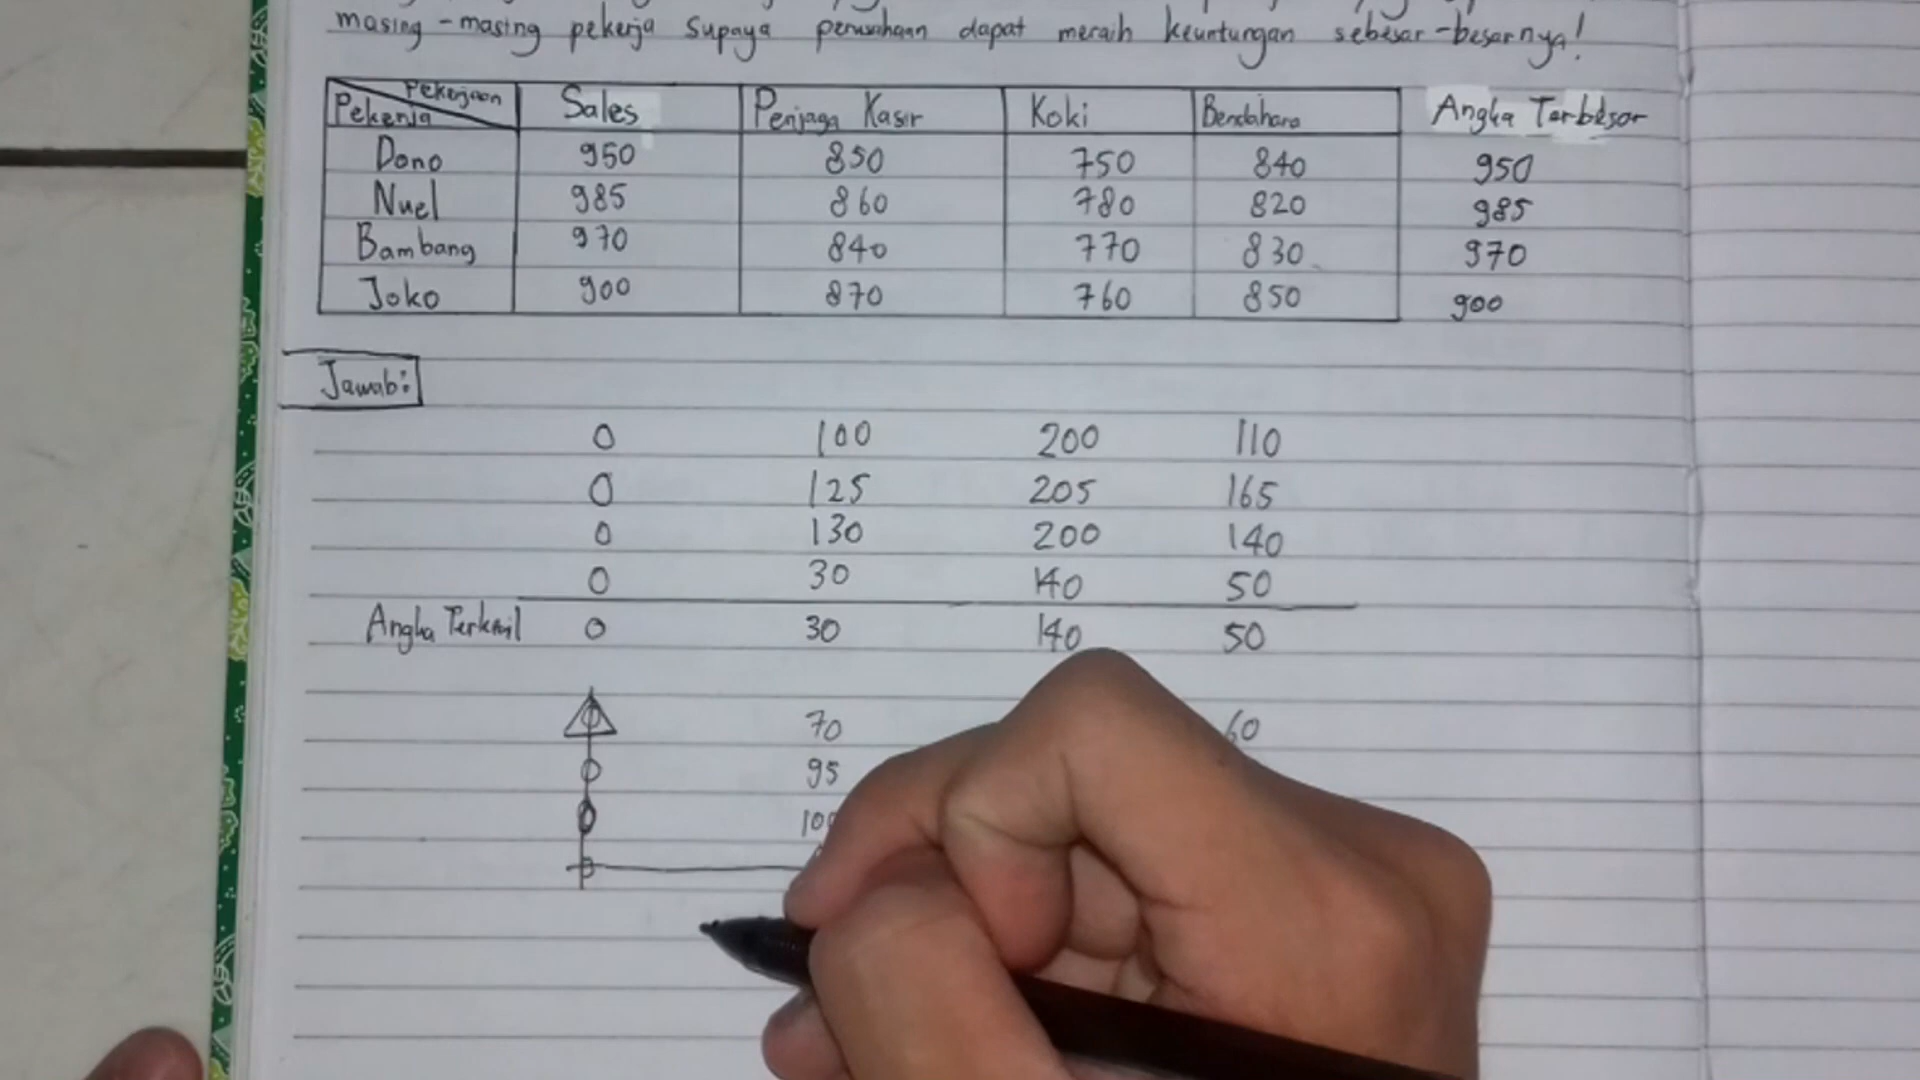 masing-masing pekerja supaya perusahaan dapat meraih keuntungan sebesar-besarnya!
Pekerjaan
Pekerja Sales Penjaga Kasir Koki Bendahara Angka Terbesar
Dono 950 850 750 840 950
Nuel 985 860 780 820 985
Bambang 970 840 770 830 970
Joko 900 870 760 850 900
Jawab:
0 100 200 110
0 125 205 165
0 130 200 140
0 30 140 50
Angka Terkecil 0 30 140 50
0 70 60
0 95
0 100
0